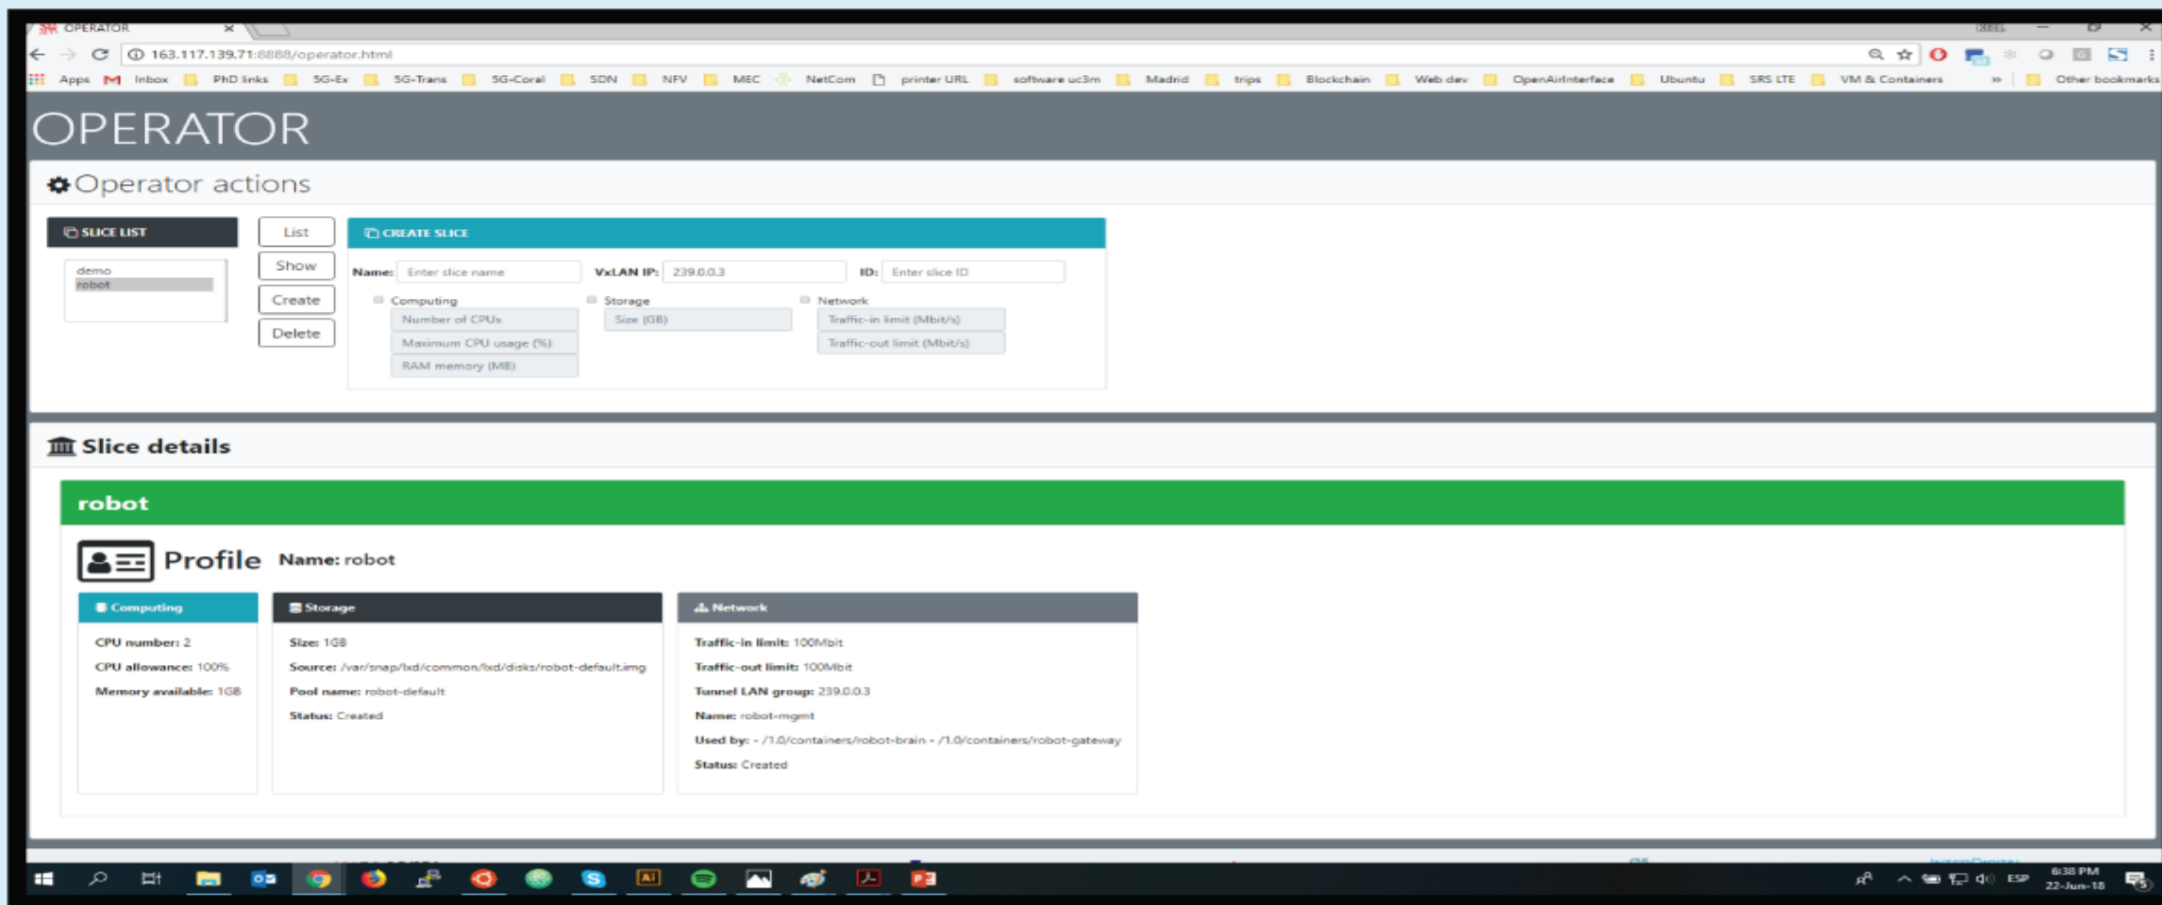 OPERATOR
163.117.139.71:8888/operator.html
Apps Inbox PhD links 5G-Ex 5G-Trans 5G-Coral SDN NFV MEC NetCom printer URL software uc3m Madrid trips Blockchain Web dev OpenAirInterface Ubuntu SRS LTE VM & Containers » Other bookmarks
OPERATOR
Operator actions
SLICE LIST List CREATE SLICE
demo
robot
Show
Create
Delete
Name: Enter slice name VxLAN IP: 239.0.0.3 ID: Enter slice ID
Computing Storage Network
Number of CPUs Size (GB) Traffic-in limit (Mbit/s)
Maximum CPU usage (%) Traffic-out limit (Mbit/s)
RAM memory (MB)
Slice details
robot
Profile Name: robot
Computing
CPU number: 2
CPU allowance: 100%
Memory available: 1GB
Storage
Size: 1GB
Source: /var/snap/lxd/common/lxd/disks/robot-default.img
Pool name: robot-default
Status: Created
Network
Traffic-in limit: 100Mbit
Traffic-out limit: 100Mbit
Tunnel LAN group: 239.0.0.3
Name: robot-mgmt
Used by: - /1.0/containers/robot-brain - /1.0/containers/robot-gateway
Status: Created
ESP
6:38 PM
22-Jun-18